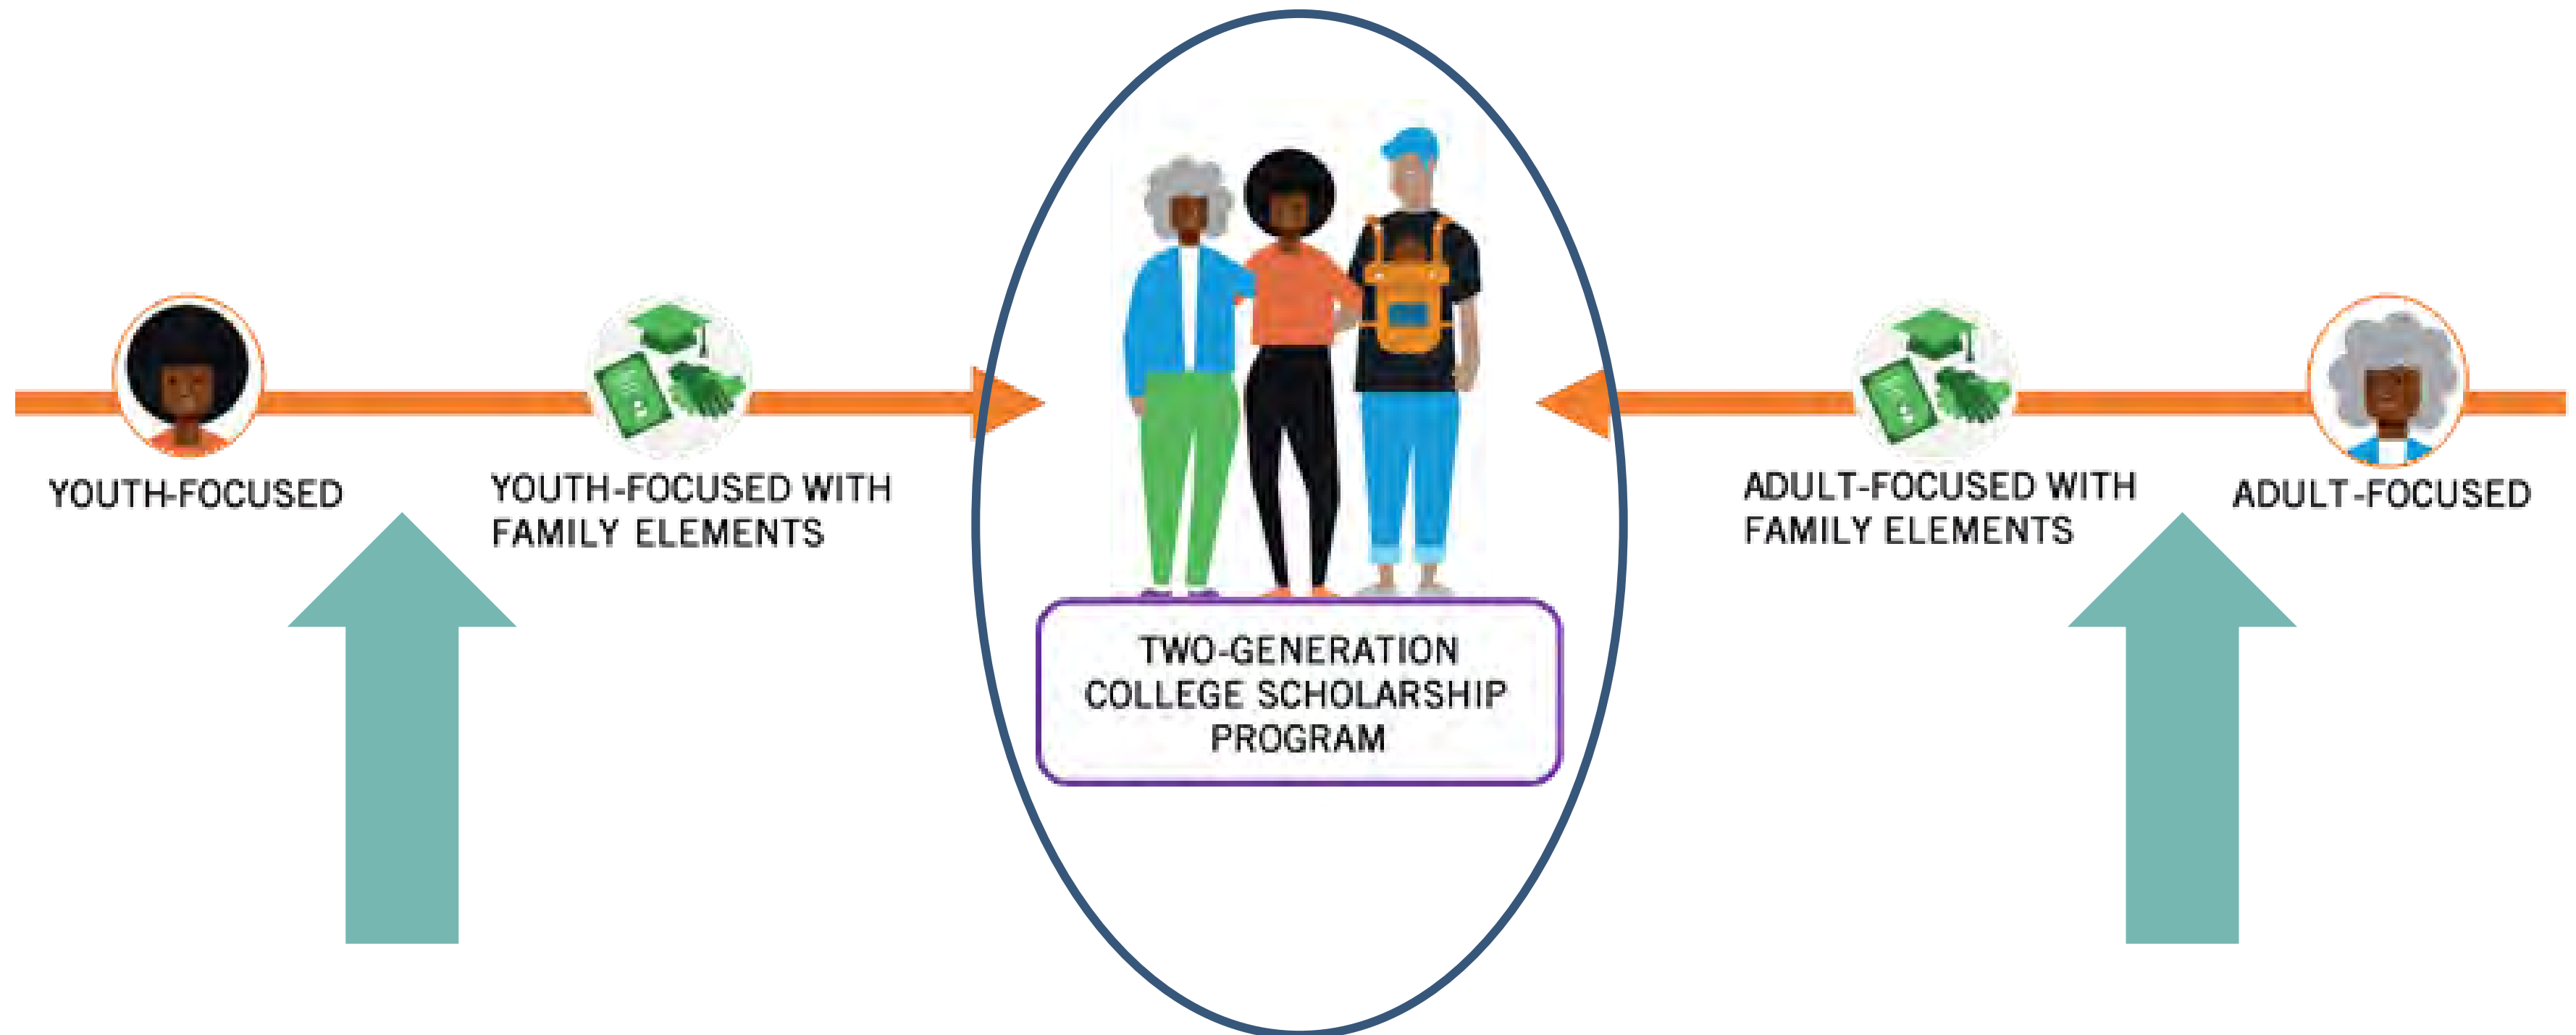 YOUTH-FOCUSED
YOUTH-FOCUSED WITH
FAMILY ELEMENTS
TWO-GENERATION
COLLEGE SCHOLARSHIP
PROGRAM
ADULT-FOCUSED WITH
FAMILY ELEMENTS
ADULT-FOCUSED